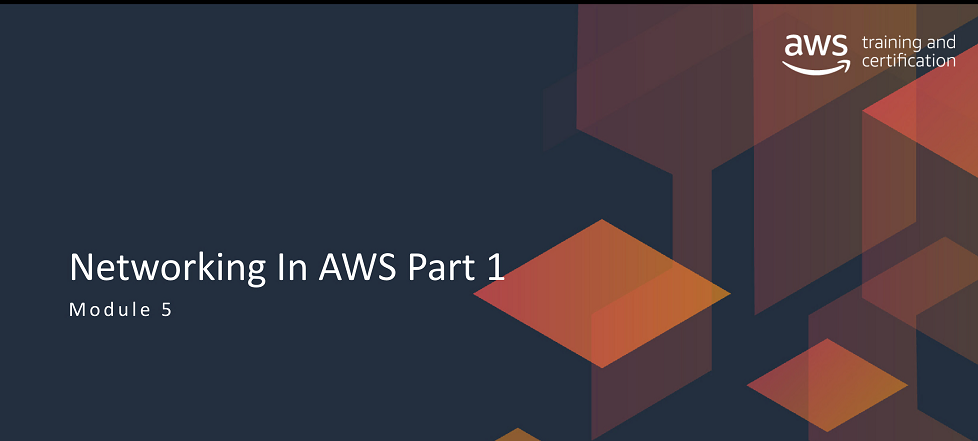 aws training and
certification
Networking In AWS Part 1
Module 5